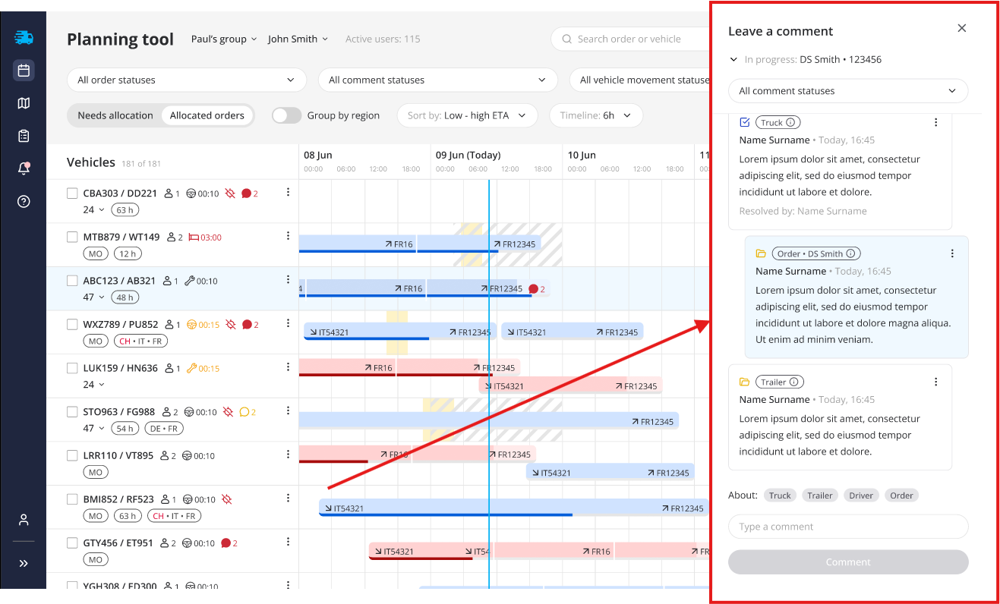 Planning tool
Paul's group
John Smith
Active users: 115
Search order or vehicle
All order statuses
All comment statuses
All vehicle movement statuse
Needs allocation
Allocated orders
Group by region
Sort by: Low - high ETA
Timeline: 6h
Vehicles 181 of 181
08 Jun
09 Jun (Today)
10 Jun
11
00:00 06:00 12:00 18:00 00:00 06:00 12:00 18:00 00:00 06:00 12:00 18:00
CBA303 / DD221 1 00:10 2
24 63 h
MTB879 / WT149 2 03:00
MO 12 h
FR16 FR12345
ABC123 / AB321 1 00:10
47 48 h
4 FR16 FR12345 2
WXZ789 / PU852 1 00:15 2
MO CH • IT • FR
IT54321 FR12345 IT54321 FR12345
LUK159 / HN636 1 00:15
24
FR16 FR12345
IT54321 FR12345
STO963 / FG988 2 00:10 2
47 54 h DE • FR
FR12345
LRR110 / VT895 2 00:10
MO
FR16 FR12345
IT54321 FR12345
BMI852 / RF523 1 00:10
MO 63 h CH • IT • FR
IT54321 FR12345
GTY456 / ET951 2 00:10 2
MO
IT54321 IT54 FR16 FR
YGH308 / FD300 1 00:10
Leave a comment
In progress: DS Smith • 123456
All comment statuses
Truck
Name Surname • Today, 16:45
Lorem ipsum dolor sit amet, consectetur
adipiscing elit, sed do eiusmod tempor
incididunt ut labore et dolore.
Resolved by: Name Surname
Order • DS Smith
Name Surname • Today, 16:45
Lorem ipsum dolor sit amet, consectetur
adipiscing elit, sed do eiusmod tempor
incididunt ut labore et dolore magna aliqua.
Ut enim ad minim veniam.
Trailer
Name Surname • Today, 16:45
Lorem ipsum dolor sit amet, consectetur
adipiscing elit, sed do eiusmod tempor
incididunt ut labore et dolore.
About: Truck Trailer Driver Order
Type a comment
Comment